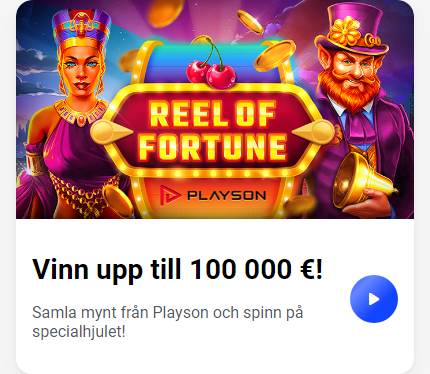 REEL OF
FORTUNE
PLAYSON
Vinn upp till 100 000 €!
Samla mynt från Playson och spinn på
specialhjulet!